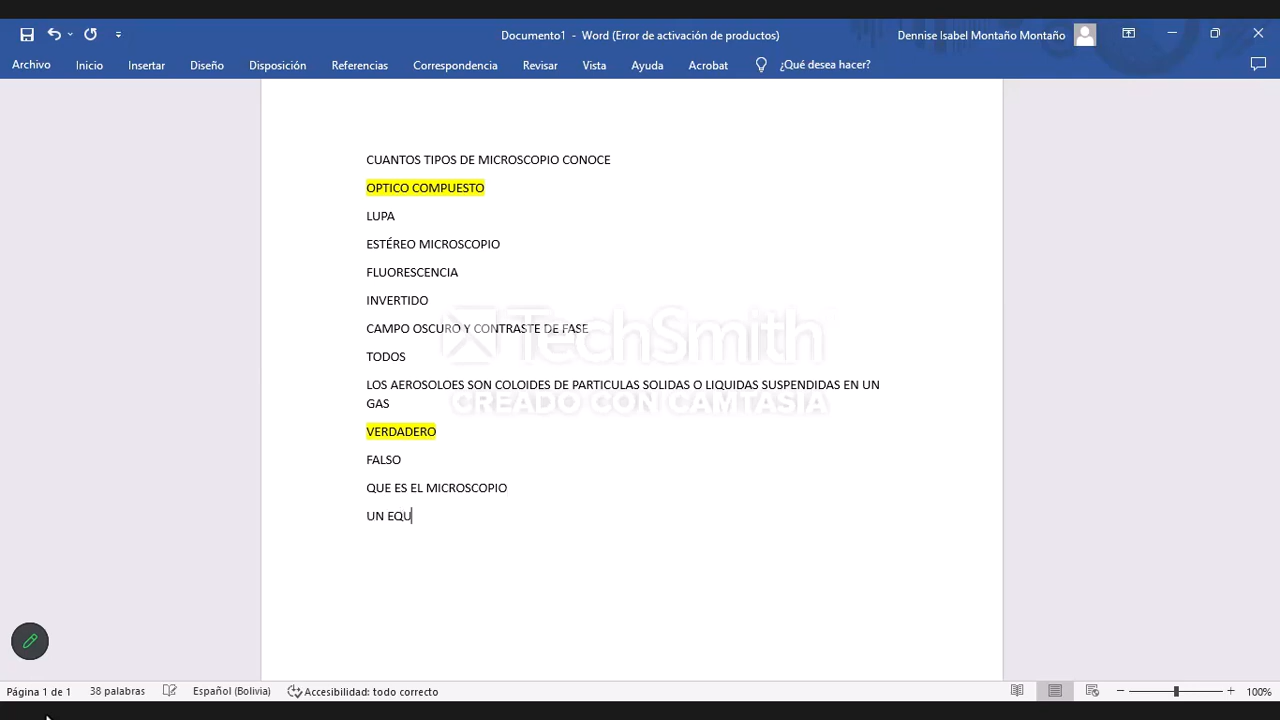 Documento1 - Word (Error de activación de productos)
Dennise Isabel Montaño Montaño
Archivo Inicio Insertar Diseño Disposición Referencias Correspondencia Revisar Vista Ayuda Acrobat ¿Qué desea hacer?
CUANTOS TIPOS DE MICROSCOPIO CONOCE
OPTICO COMPUESTO
LUPA
ESTÉREO MICROSCOPIO
FLUORESCENCIA
INVERTIDO
CAMPO OSCURO Y CONTRASTE DE FASE
TechSmith
TODOS
LOS AEROSOLOES SON COLOIDES DE PARTICULAS SOLIDAS O LIQUIDAS SUSPENDIDAS EN UN
GAS
CREADO CON CAMTASIA
VERDADERO
FALSO
QUE ES EL MICROSCOPIO
UN EQU
Página 1 de 1 38 palabras Español (Bolivia) Accesibilidad: todo correcto 100%